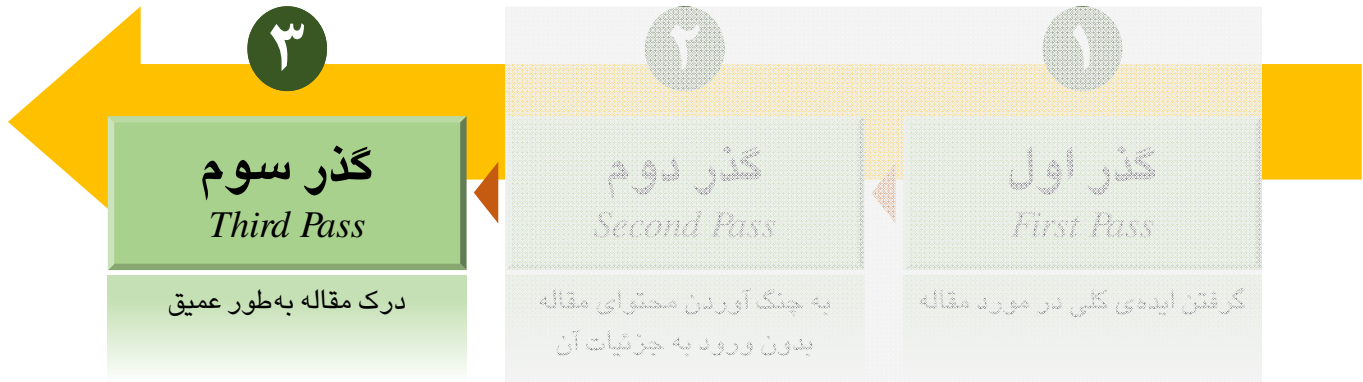 ۱
گذر اول
First Pass
گرفتن ایده‌ی کلی در مورد مقاله
۲
گذر دوم
Second Pass
به چنگ آوردن محتوای مقاله
بدون ورود به جزئیات آن
۳
گذر سوم
Third Pass
درک مقاله به‌طور عمیق